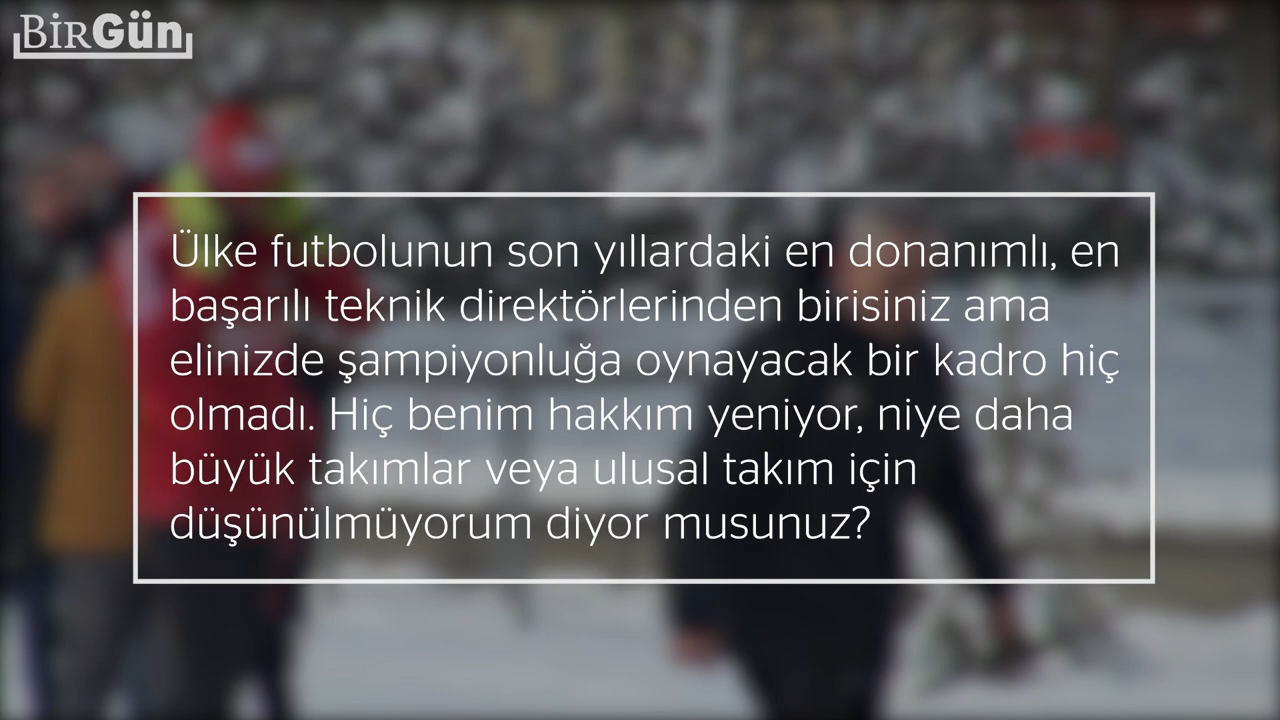 BirGün
Ülke futbolunun son yıllardaki en donanımlı, en
başarılı teknik direktörlerinden birisiniz ama
elinizde şampiyonluğa oynayacak bir kadro hiç
olmadı. Hiç benim hakkım yeniyor, niye daha
büyük takımlar veya ulusal takım için
düşünülmüyorum diyor musunuz?